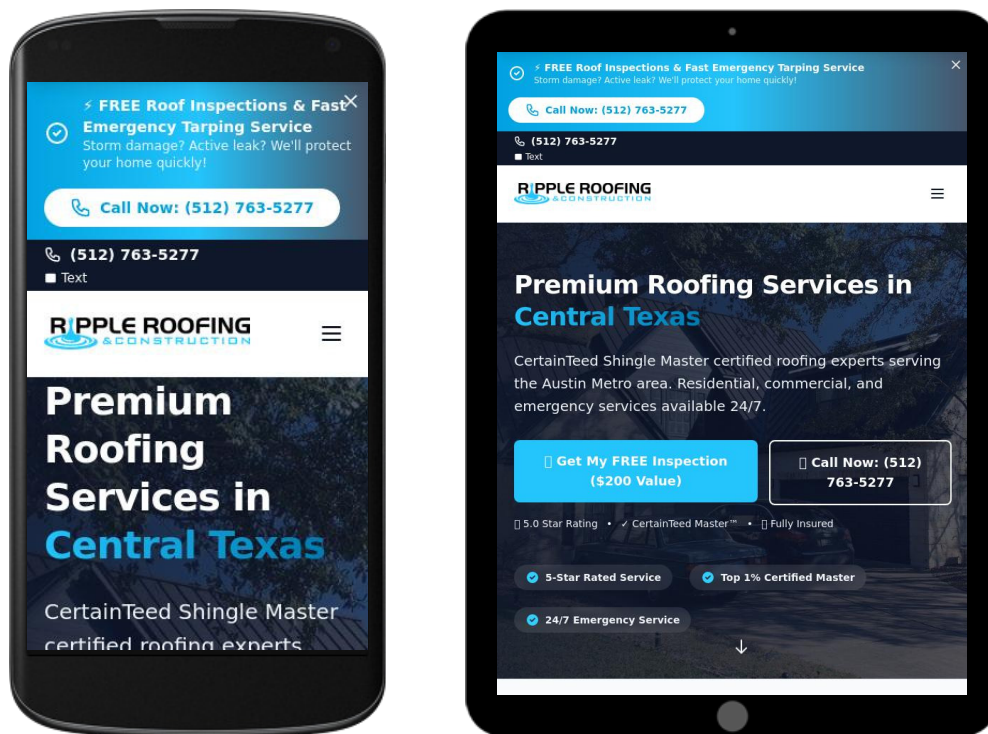 ⚡ FREE Roof Inspections & Fast
Emergency Tarping Service
Storm damage? Active leak? We'll protect
your home quickly!
Call Now: (512) 763-5277
(512) 763-5277
Text
RIPPLE ROOFING
& CONSTRUCTION
Premium
Roofing
Services in
Central Texas
CertainTeed Shingle Master
certified roofing experts
⚡ FREE Roof Inspections & Fast Emergency Tarping Service
Storm damage? Active leak? We'll protect your home quickly!
Call Now: (512) 763-5277
(512) 763-5277
Text
RIPPLE ROOFING
& CONSTRUCTION
Premium Roofing Services in
Central Texas
CertainTeed Shingle Master certified roofing experts serving
the Austin Metro area. Residential, commercial, and
emergency services available 24/7.
Get My FREE Inspection
($200 Value)
Call Now: (512)
763-5277
5.0 Star Rating • ✓ CertainTeed Master™ • Fully Insured
5-Star Rated Service
Top 1% Certified Master
24/7 Emergency Service